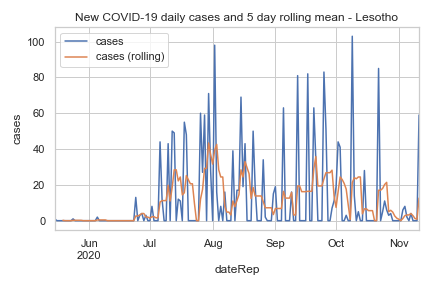 New COVID-19 daily cases and 5 day rolling mean - Lesotho
cases
cases (rolling)
100
80
60
40
20
0
cases
Jun
2020
Jul
Aug
Sep
Oct
Nov
dateRep